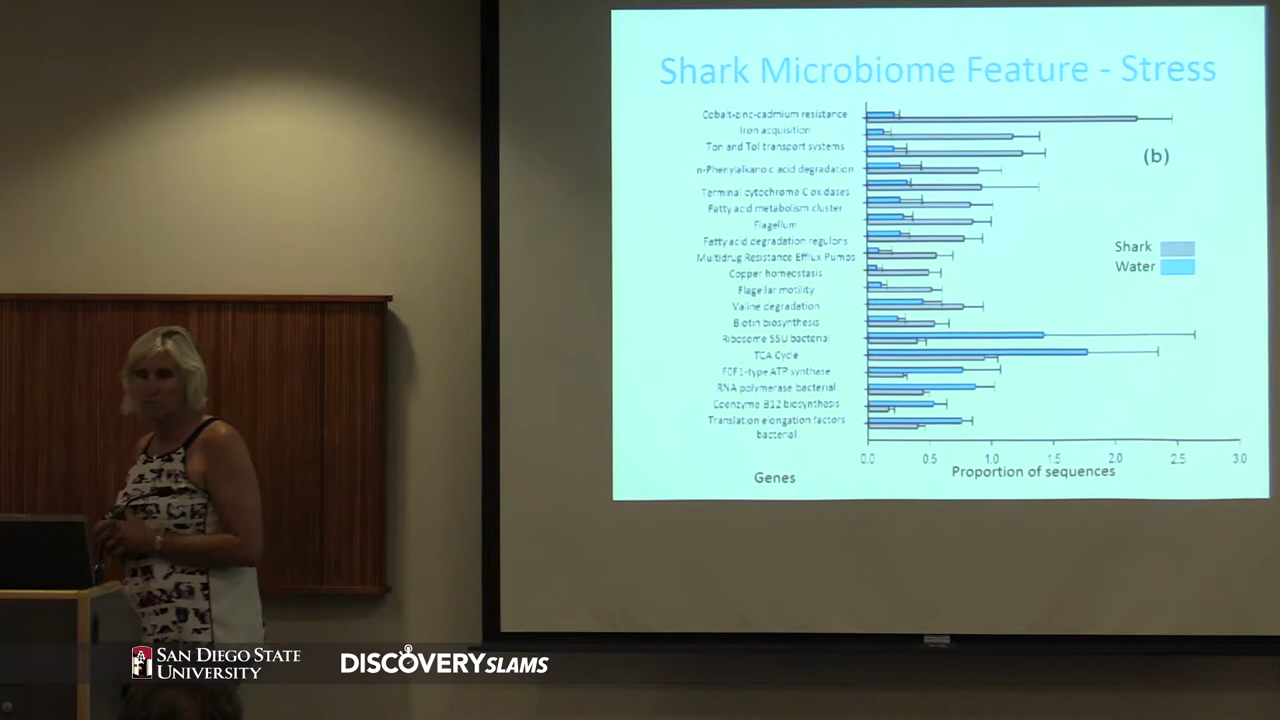 Shark Microbiome Feature - Stress
Cobalt-zinc-cadmium resistance
Iron acquisition
Ton and Tol transport systems
n-Phenylalkanoic acid degradation
Terminal cytochrome C oxidases
Fatty acid metabolism cluster
Flagellum
Fatty acid degradation regulons
Multidrug Resistance Efflux Pumps
Copper homeostasis
Flagellar motility
Valine degradation
Biotin biosynthesis
Ribosome SSU bacterial
TCA Cycle
F0F1-type ATP synthase
RNA polymerase bacterial
Coenzyme B12 biosynthesis
Translation elongation factors
bacterial
(b)
Shark
Water
0.0 0.5 1.0 1.5 2.0 2.5 3.0
Proportion of sequences
Genes
SAN DIEGO STATE
UNIVERSITY
DISCOVERY SLAMS